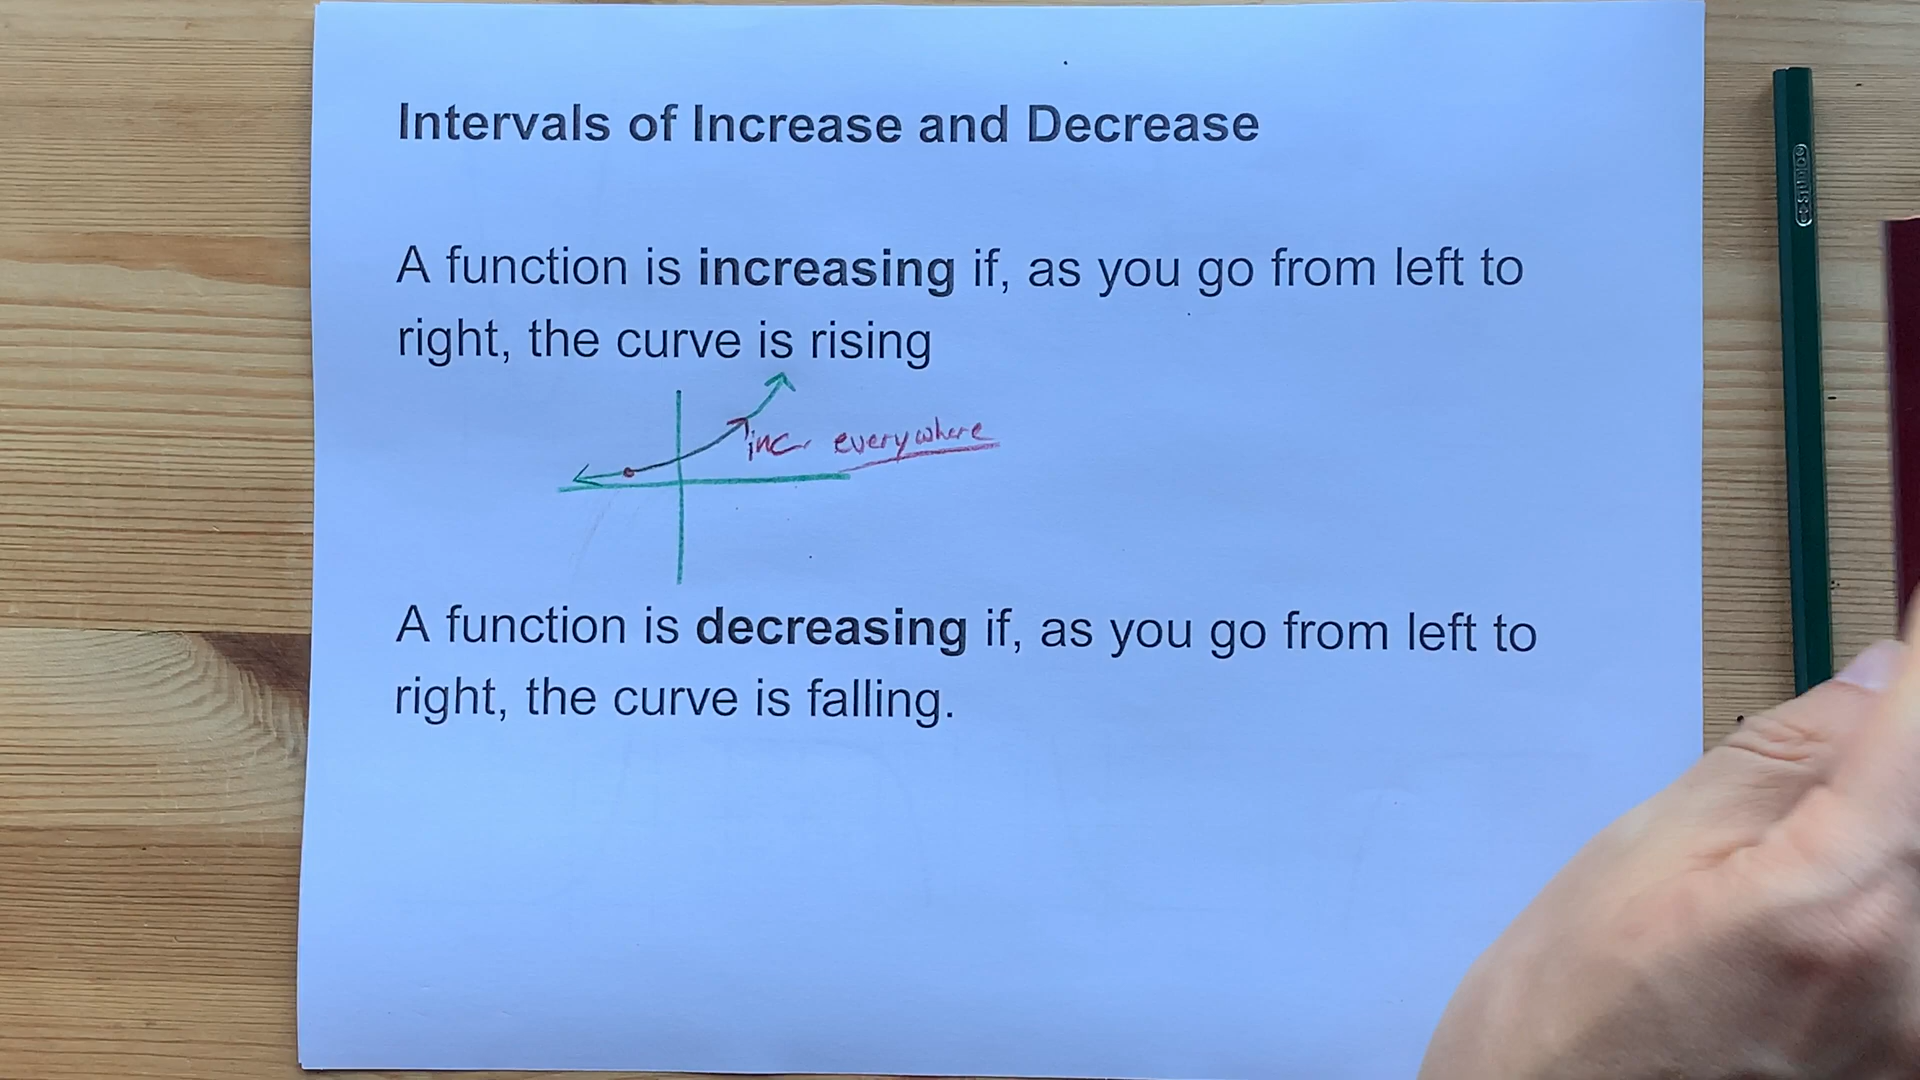 Intervals of Increase and Decrease
A function is increasing if, as you go from left to
right, the curve is rising
inc. everywhere
A function is decreasing if, as you go from left to
right, the curve is falling.